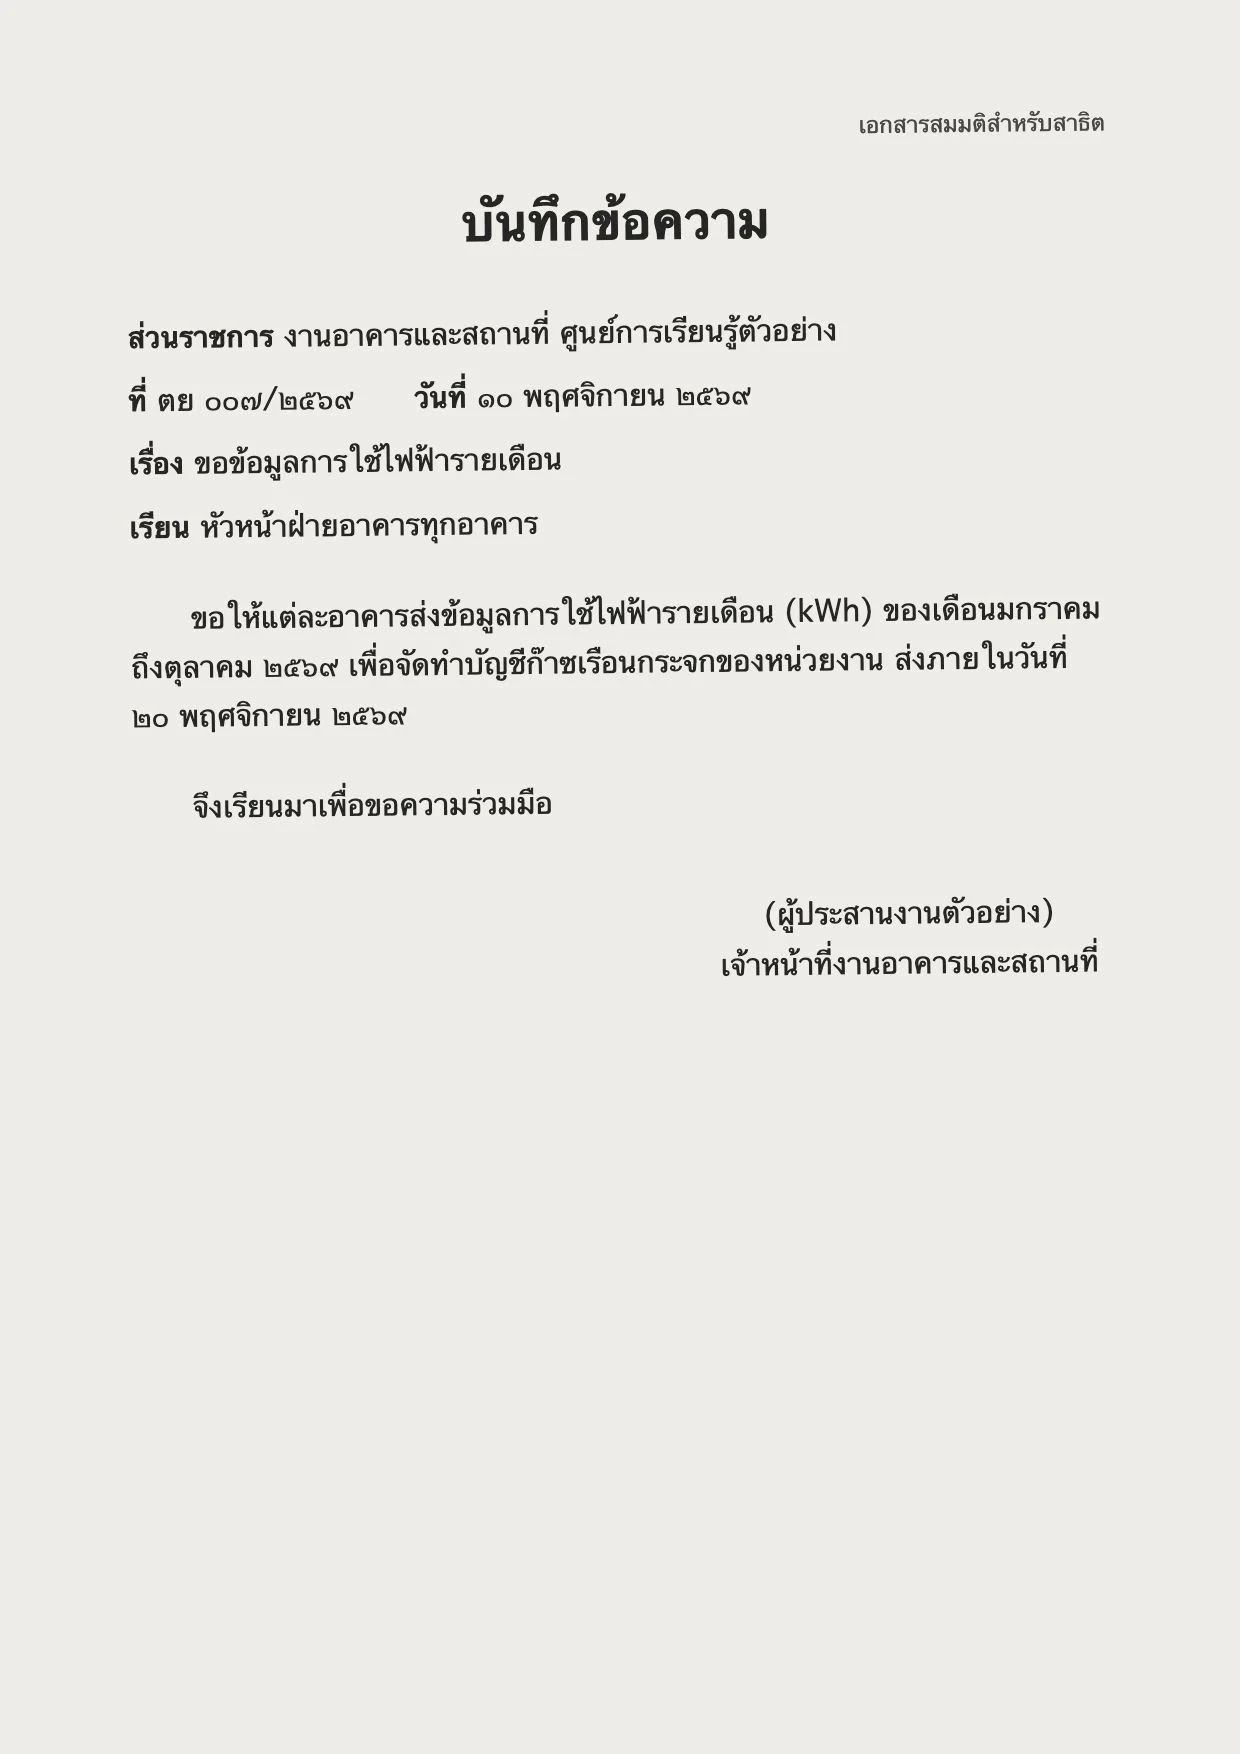 เอกสารสมมติสำหรับสาธิต
บันทึกข้อความ
ส่วนราชการ งานอาคารและสถานที่ ศูนย์การเรียนรู้ตัวอย่าง
ที่ ตย ๐๐๗/๒๕๖๙ วันที่ ๑๐ พฤศจิกายน ๒๕๖๙
เรื่อง ขอข้อมูลการใช้ไฟฟ้ารายเดือน
เรียน หัวหน้าฝ่ายอาคารทุกอาคาร
ขอให้แต่ละอาคารส่งข้อมูลการใช้ไฟฟ้ารายเดือน (kWh) ของเดือนมกราคม
ถึงตุลาคม ๒๕๖๙ เพื่อจัดทำบัญชีก๊าซเรือนกระจกของหน่วยงาน ส่งภายในวันที่
๒๐ พฤศจิกายน ๒๕๖๙
จึงเรียนมาเพื่อขอความร่วมมือ
(ผู้ประสานงานตัวอย่าง)
เจ้าหน้าที่งานอาคารและสถานที่